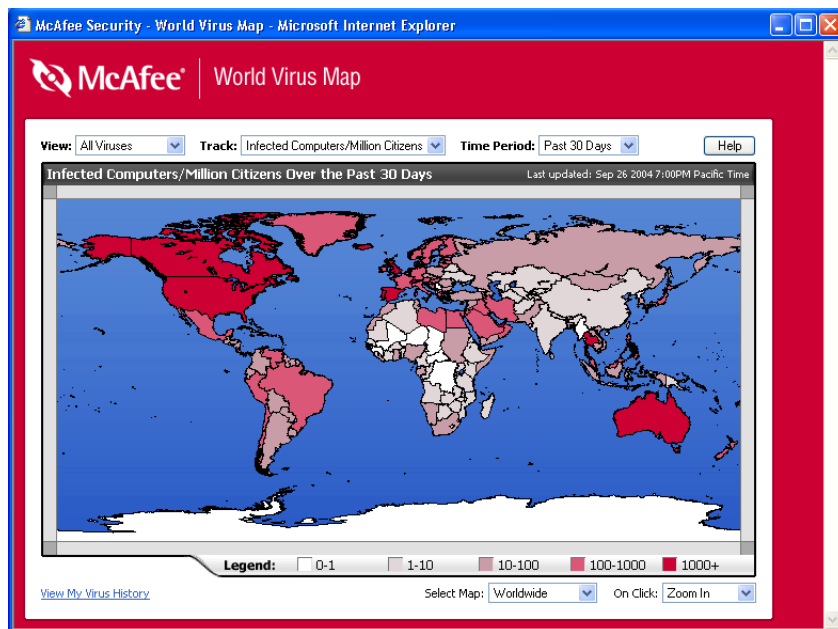 McAfee Security - World Virus Map - Microsoft Internet Explorer
McAfee® World Virus Map
View: All Viruses Track: Infected Computers/Million Citizens Time Period: Past 30 Days Help
Infected Computers/Million Citizens Over the Past 30 Days Last updated: Sep 26 2004 7:00PM Pacific Time
Legend: 0-1 1-10 10-100 100-1000 1000+
View My Virus History Select Map: Worldwide On Click: Zoom In